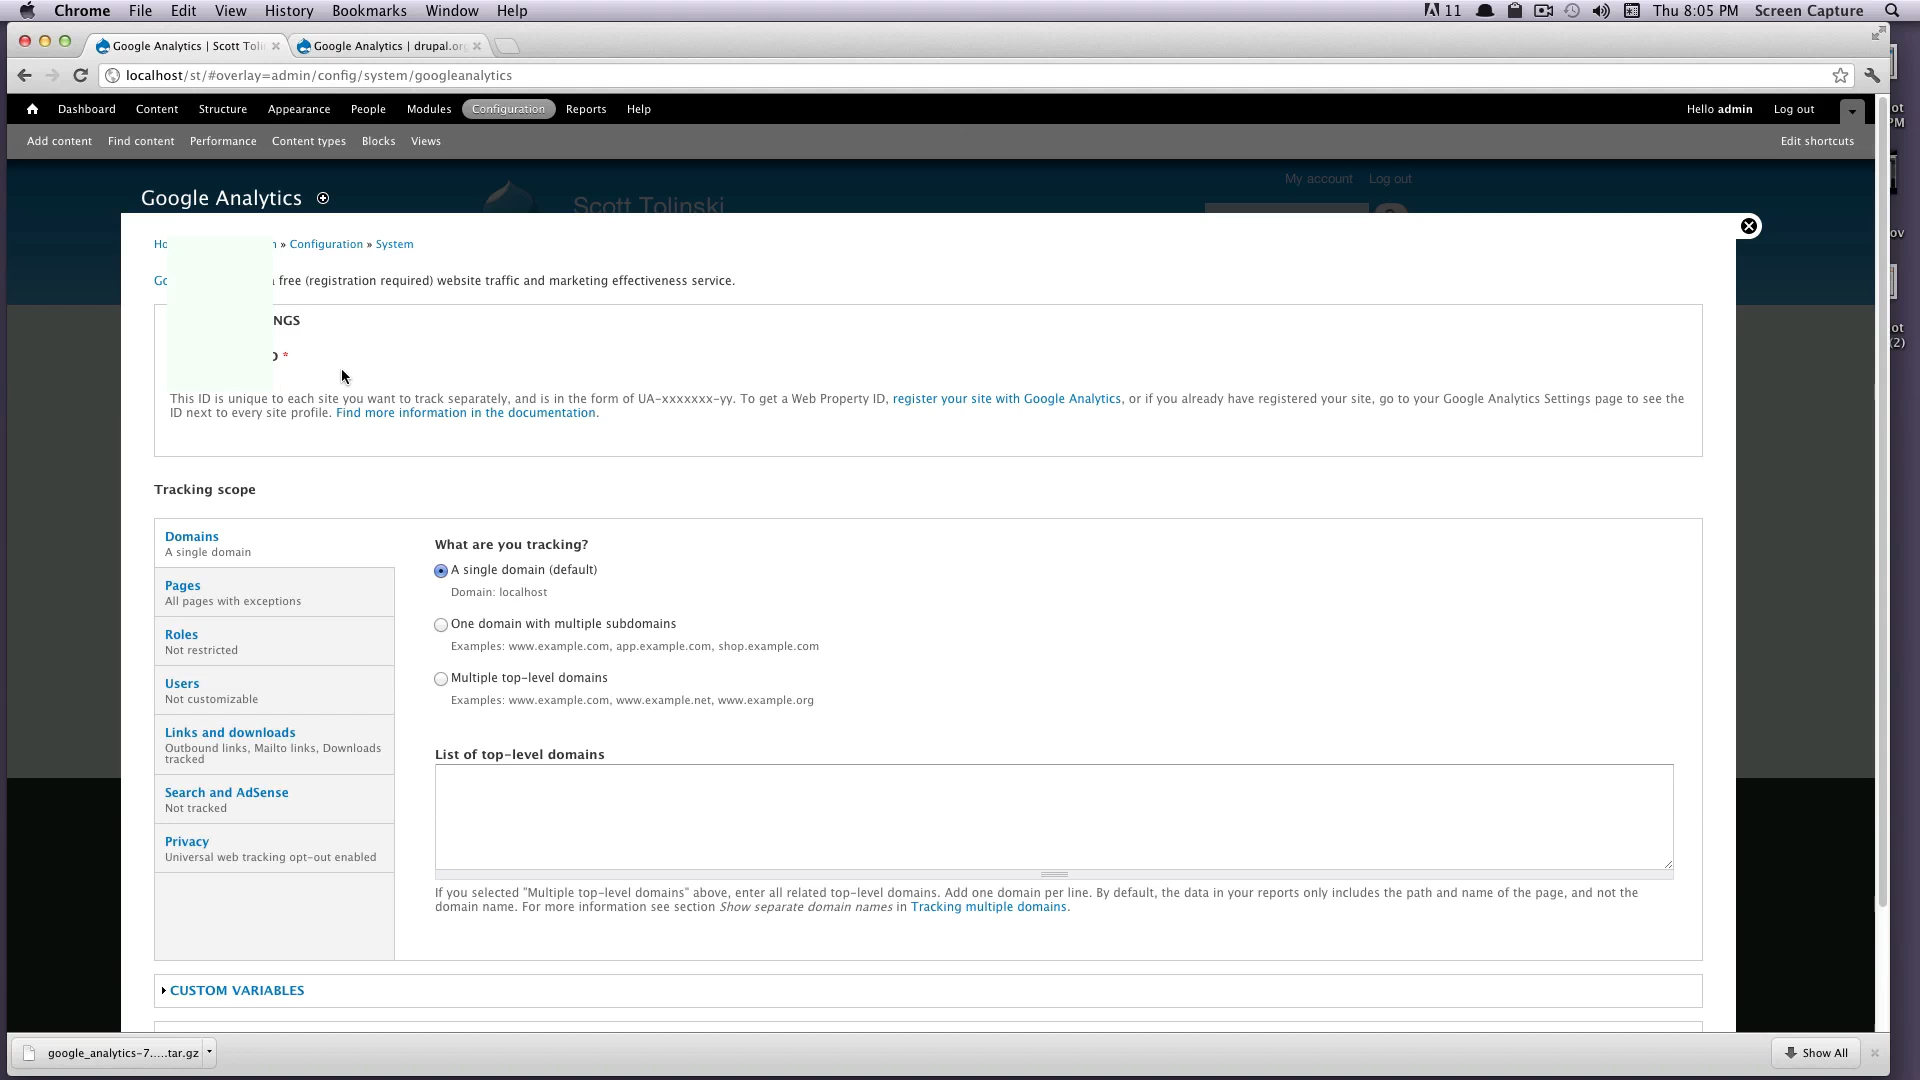 Chrome File Edit View History Bookmarks Window Help 11 Thu 8:05 PM Screen Capture
Google Analytics | Scott Toli Google Analytics | drupal.or
localhost/st/#overlay=admin/config/system/googleanalytics
Dashboard Content Structure Appearance People Modules Configuration Reports Help Hello admin Log out
Add content Find content Performance Content types Blocks Views Edit shortcuts
My account Log out
Google Analytics
Scott Tolinski
» Configuration » System
free (registration required) website traffic and marketing effectiveness service.
NGS
*
This ID is unique to each site you want to track separately, and is in the form of UA-xxxxxxx-yy. To get a Web Property ID, register your site with Google Analytics, or if you already have registered your site, go to your Google Analytics Settings page to see the
ID next to every site profile. Find more information in the documentation.
Tracking scope
Domains
A single domain
Pages
All pages with exceptions
Roles
Not restricted
Users
Not customizable
Links and downloads
Outbound links, Mailto links, Downloads
tracked
Search and AdSense
Not tracked
Privacy
Universal web tracking opt-out enabled
What are you tracking?
A single domain (default)
Domain: localhost
One domain with multiple subdomains
Examples: www.example.com, app.example.com, shop.example.com
Multiple top-level domains
Examples: www.example.com, www.example.net, www.example.org
List of top-level domains
If you selected "Multiple top-level domains" above, enter all related top-level domains. Add one domain per line. By default, the data in your reports only includes the path and name of the page, and not the
domain name. For more information see section Show separate domain names in Tracking multiple domains.
CUSTOM VARIABLES
google_analytics-7.....tar.gz Show All